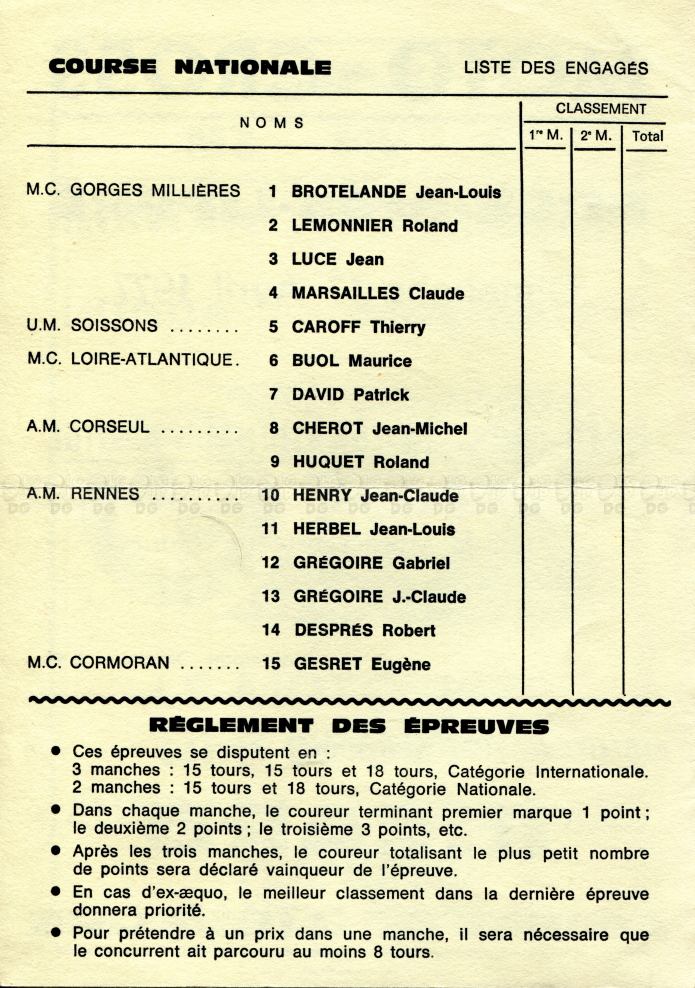 COURSE NATIONALE LISTE DES ENGAGÉS
CLASSEMENT
NOMS
1re M. 2e M. Total
M.C. GORGES MILLIÈRES 1 BROTELANDE Jean-Louis
2 LEMONNIER Roland
3 LUCE Jean
4 MARSAILLES Claude
U.M. SOISSONS ........ 5 CAROFF Thierry
M.C. LOIRE-ATLANTIQUE. 6 BUOL Maurice
7 DAVID Patrick
A.M. CORSEUL ......... 8 CHEROT Jean-Michel
9 HUQUET Roland
A.M. RENNES .......... 10 HENRY Jean-Claude
11 HERBEL Jean-Louis
12 GRÉGOIRE Gabriel
13 GRÉGOIRE J.-Claude
14 DESPRÉS Robert
M.C. CORMORAN ....... 15 GESRET Eugène
RÈGLEMENT DES ÉPREUVES
● Ces épreuves se disputent en :
3 manches : 15 tours, 15 tours et 18 tours, Catégorie Internationale.
2 manches : 15 tours et 18 tours, Catégorie Nationale.
● Dans chaque manche, le coureur terminant premier marque 1 point ;
le deuxième 2 points ; le troisième 3 points, etc.
● Après les trois manches, le coureur totalisant le plus petit nombre
de points sera déclaré vainqueur de l'épreuve.
● En cas d'ex-æquo, le meilleur classement dans la dernière épreuve
donnera priorité.
● Pour prétendre à un prix dans une manche, il sera nécessaire que
le concurrent ait parcouru au moins 8 tours.